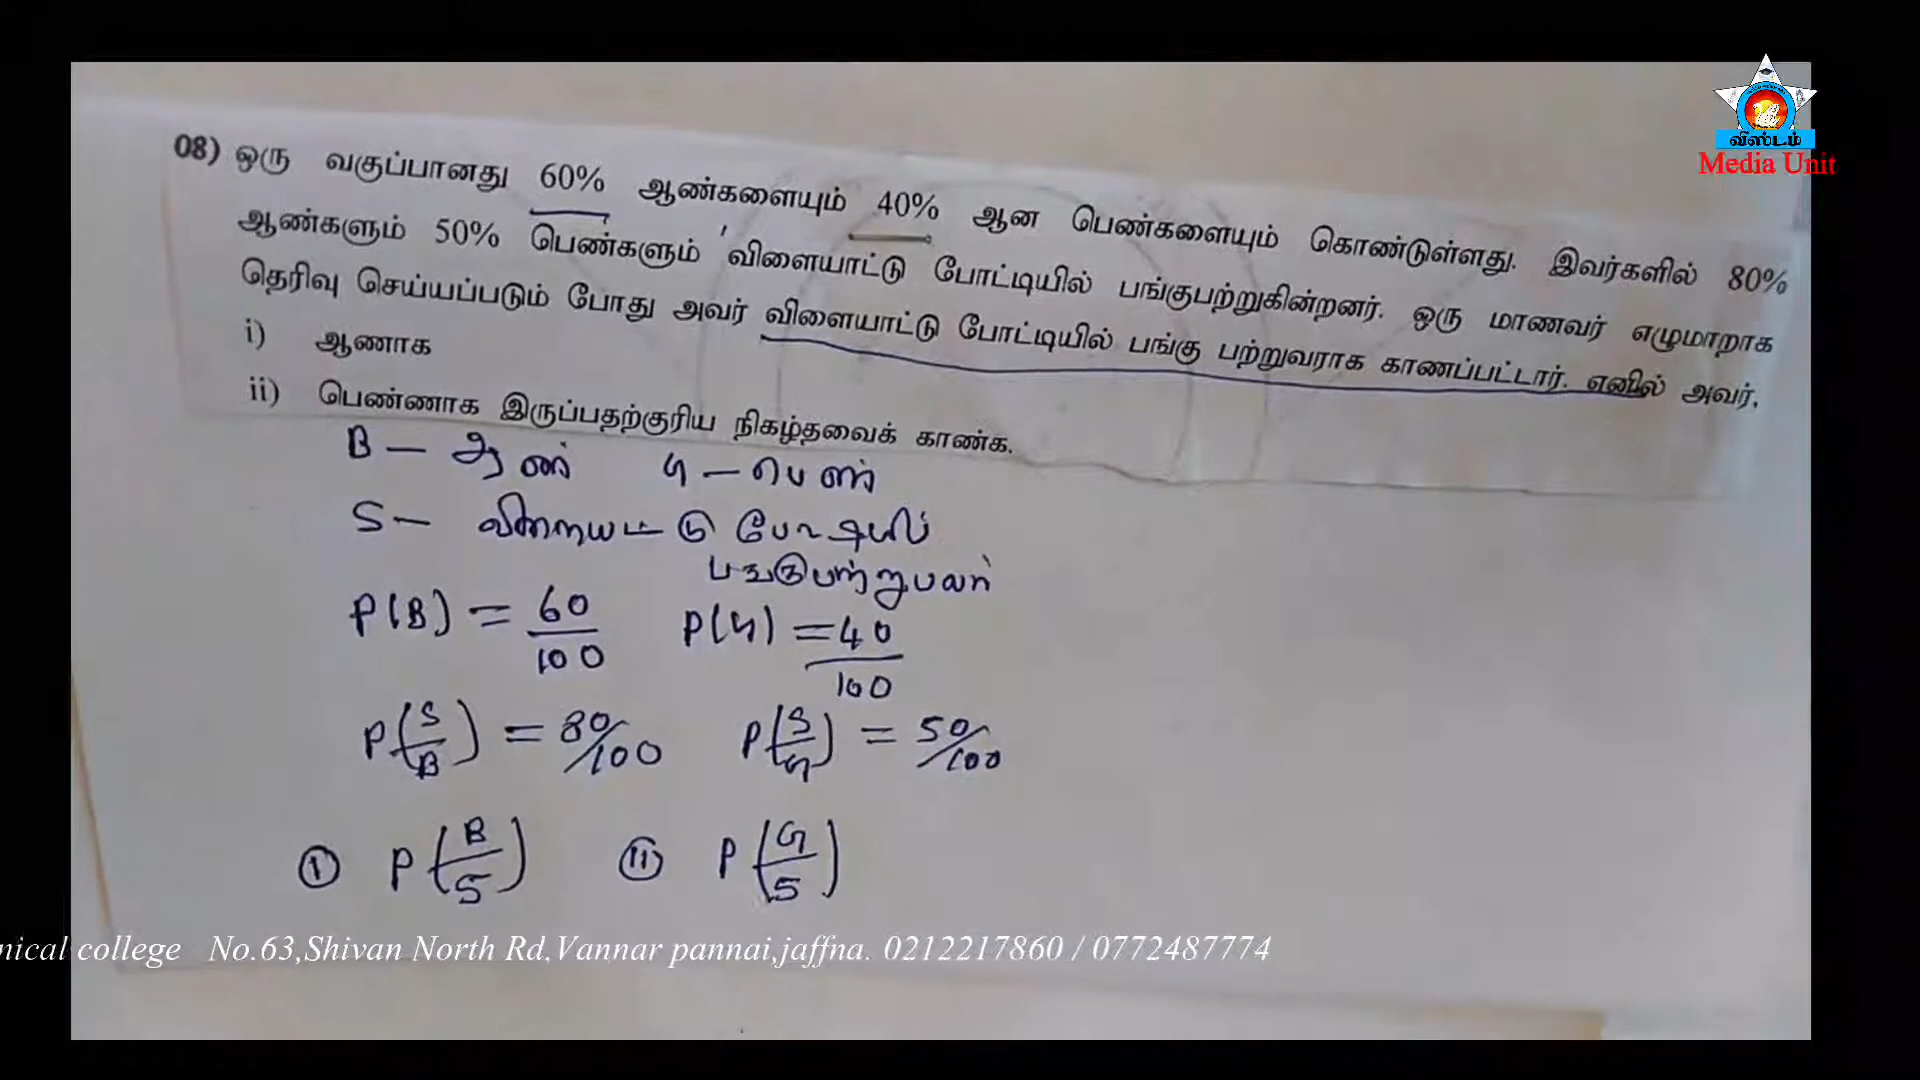 விஸ்டம்
Media Unit
08) ஒரு வகுப்பானது 60% ஆண்களையும் 40% ஆன பெண்களையும் கொண்டுள்ளது. இவர்களில் 80%
ஆண்களும் 50% பெண்களும் விளையாட்டு போட்டியில் பங்குபற்றுகின்றனர். ஒரு மாணவர் எழுமாறாக
தெரிவு செய்யப்படும் போது அவர் விளையாட்டு போட்டியில் பங்கு பற்றுவராக காணப்பட்டார். எனில் அவர்,
i) ஆணாக
ii) பெண்ணாக இருப்பதற்குரிய நிகழ்தவைக் காண்க.
B – ஆண் G – பெண்
S – விளையட்டு போட்டியில்
பங்குபற்றுபவர்
P(B) = 60/100 P(G) = 40/100
P(S/B) = 80/100 P(S/G) = 50/100
(i) P(B/S) (ii) P(G/S)
nical college No.63,Shivan North Rd,Vannar pannai,jaffna. 0212217860 / 0772487774